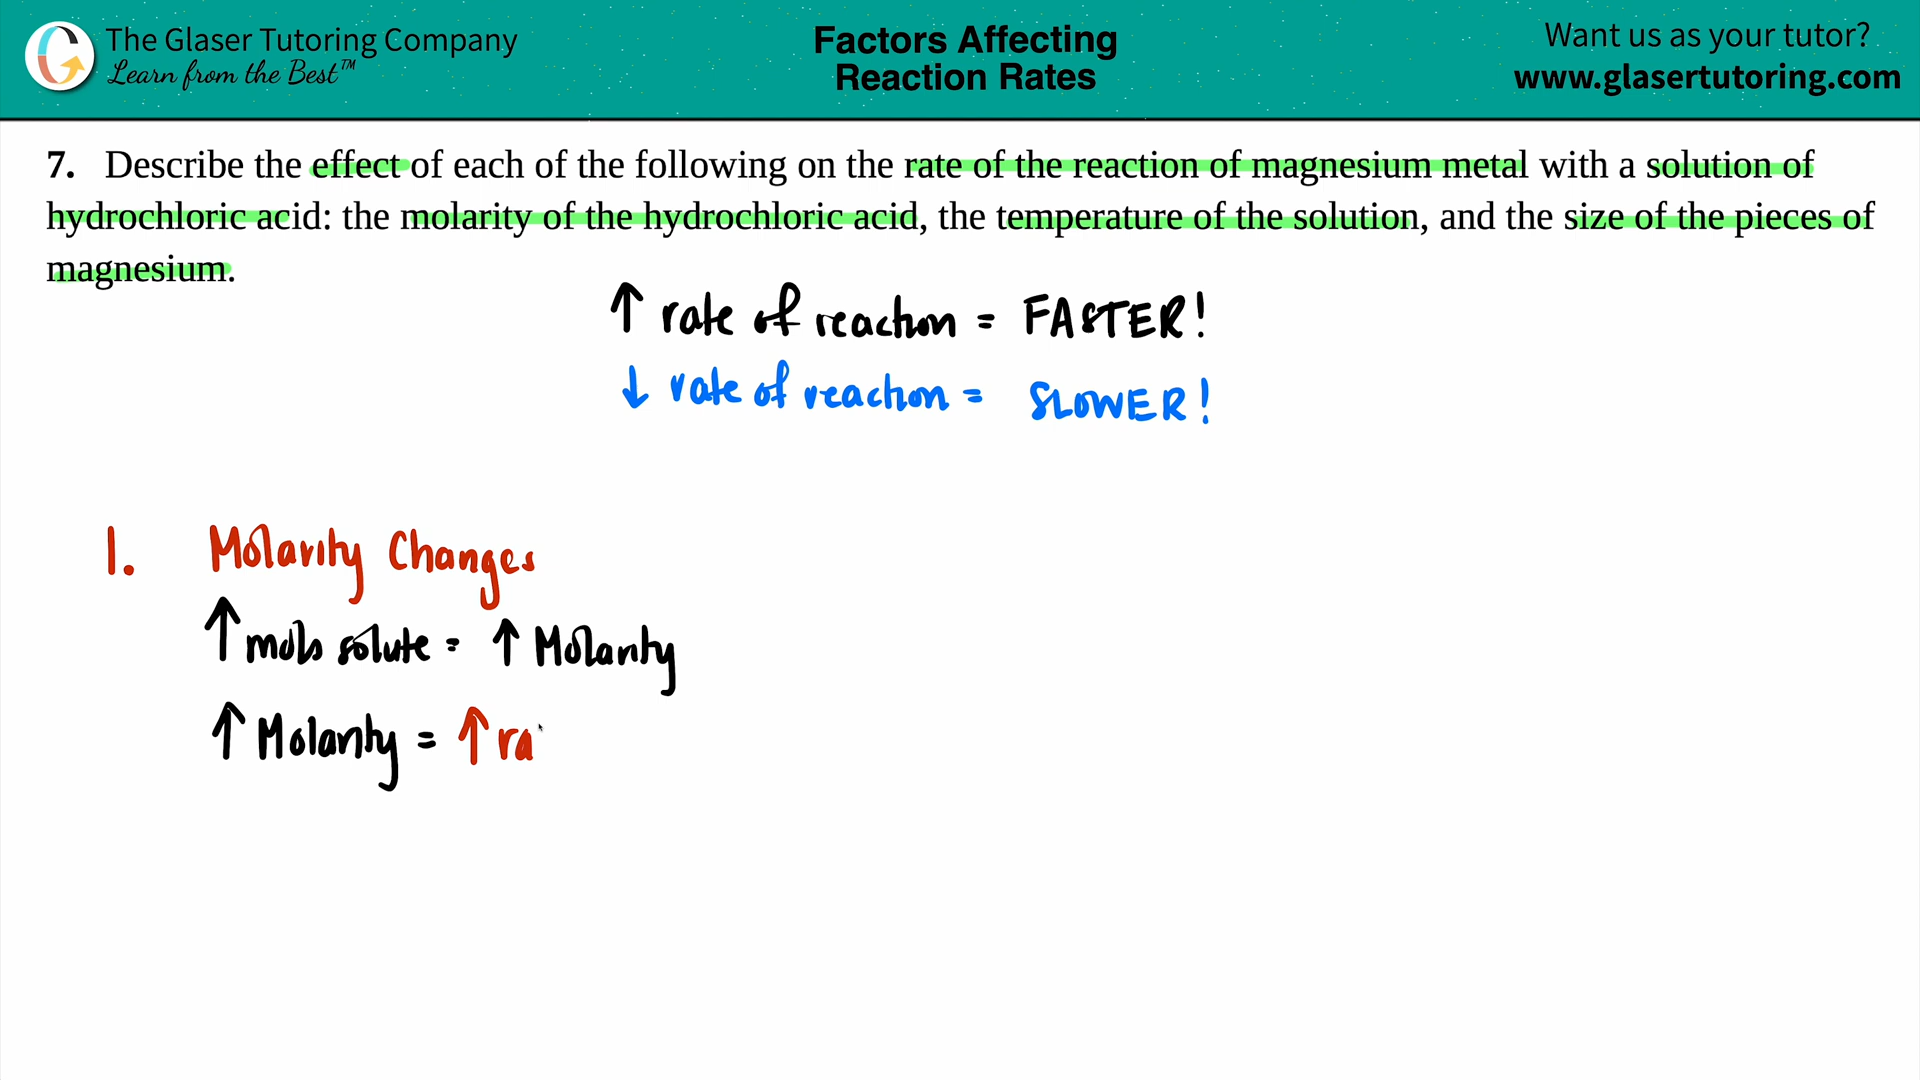 The Glaser Tutoring Company
Learn from the Best™
Factors Affecting
Reaction Rates
Want us as your tutor?
www.glasertutoring.com
7. Describe the effect of each of the following on the rate of the reaction of magnesium metal with a solution of
hydrochloric acid: the molarity of the hydrochloric acid, the temperature of the solution, and the size of the pieces of
magnesium.
↑ rate of reaction = FASTER!
↓ rate of reaction = SLOWER!
1. Molarity Changes
↑ mols solute = ↑ Molarity
↑ Molarity = ↑ ra